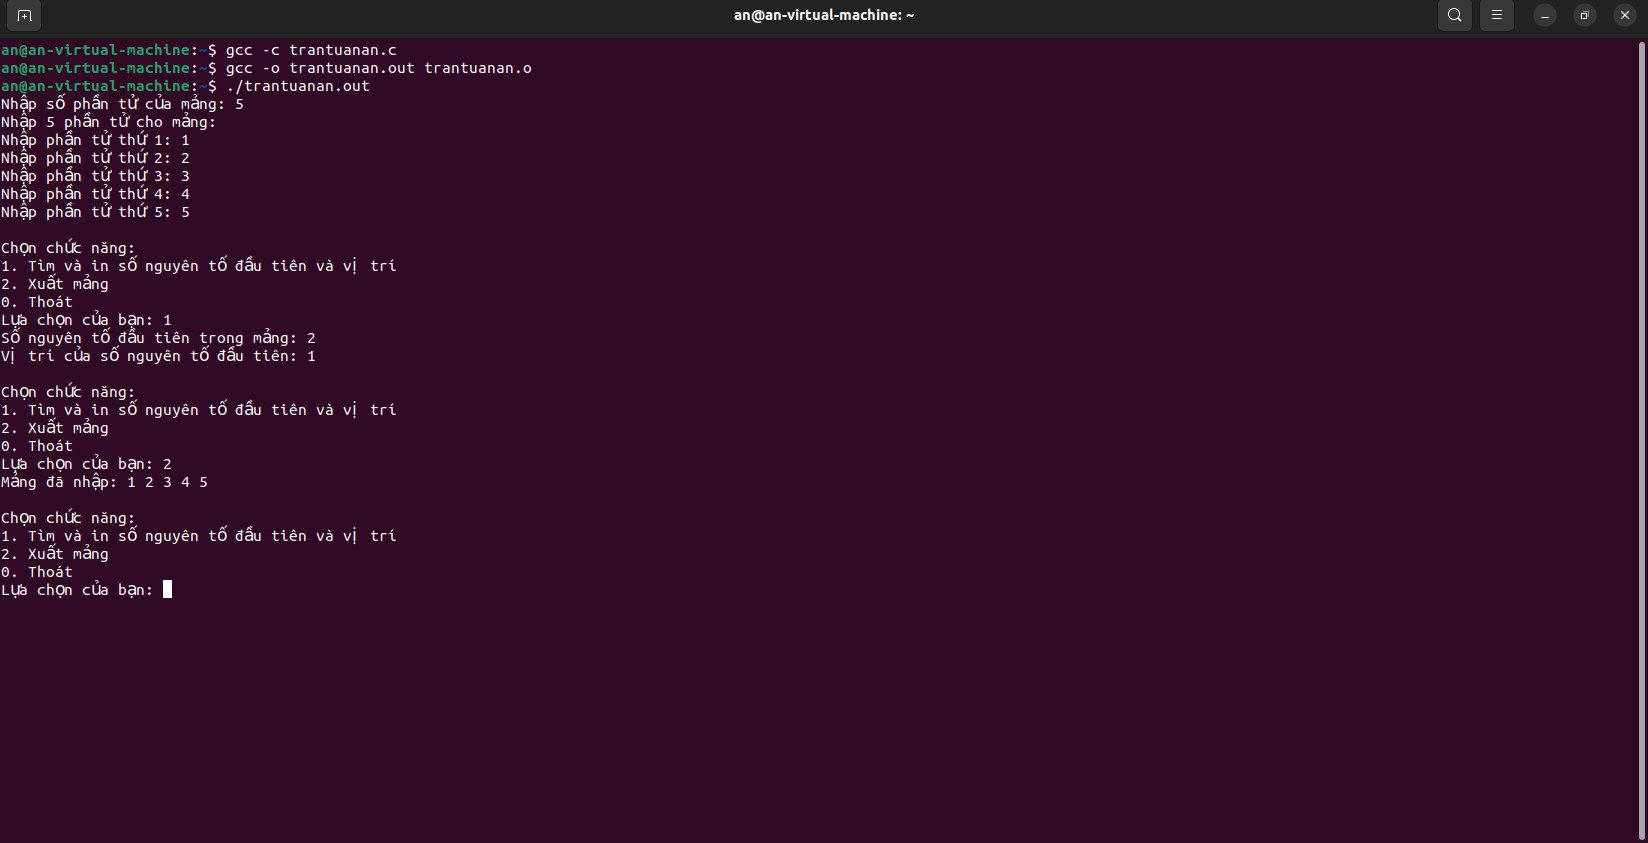 an@an-virtual-machine: ~
an@an-virtual-machine:~$ gcc -c trantuanan.c
an@an-virtual-machine:~$ gcc -o trantuanan.out trantuanan.o
an@an-virtual-machine:~$ ./trantuanan.out
Nhập số phần tử của mảng: 5
Nhập 5 phần tử cho mảng:
Nhập phần tử thứ 1: 1
Nhập phần tử thứ 2: 2
Nhập phần tử thứ 3: 3
Nhập phần tử thứ 4: 4
Nhập phần tử thứ 5: 5
Chọn chức năng:
1. Tìm và in số nguyên tố đầu tiên và vị trí
2. Xuất mảng
0. Thoát
Lựa chọn của bạn: 1
Số nguyên tố đầu tiên trong mảng: 2
Vị trí của số nguyên tố đầu tiên: 1
Chọn chức năng:
1. Tìm và in số nguyên tố đầu tiên và vị trí
2. Xuất mảng
0. Thoát
Lựa chọn của bạn: 2
Mảng đã nhập: 1 2 3 4 5
Chọn chức năng:
1. Tìm và in số nguyên tố đầu tiên và vị trí
2. Xuất mảng
0. Thoát
Lựa chọn của bạn: